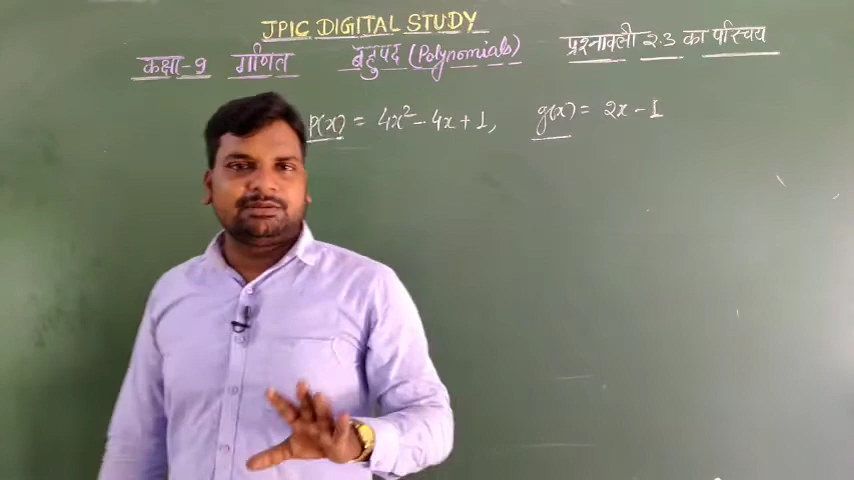 JPIC DIGITAL STUDY
कक्षा-9 गणित बहुपद (Polynomials) प्रश्नावली 2.3 का परिचय
P(x) = 4x² - 4x + 1, g(x) = 2x - 1